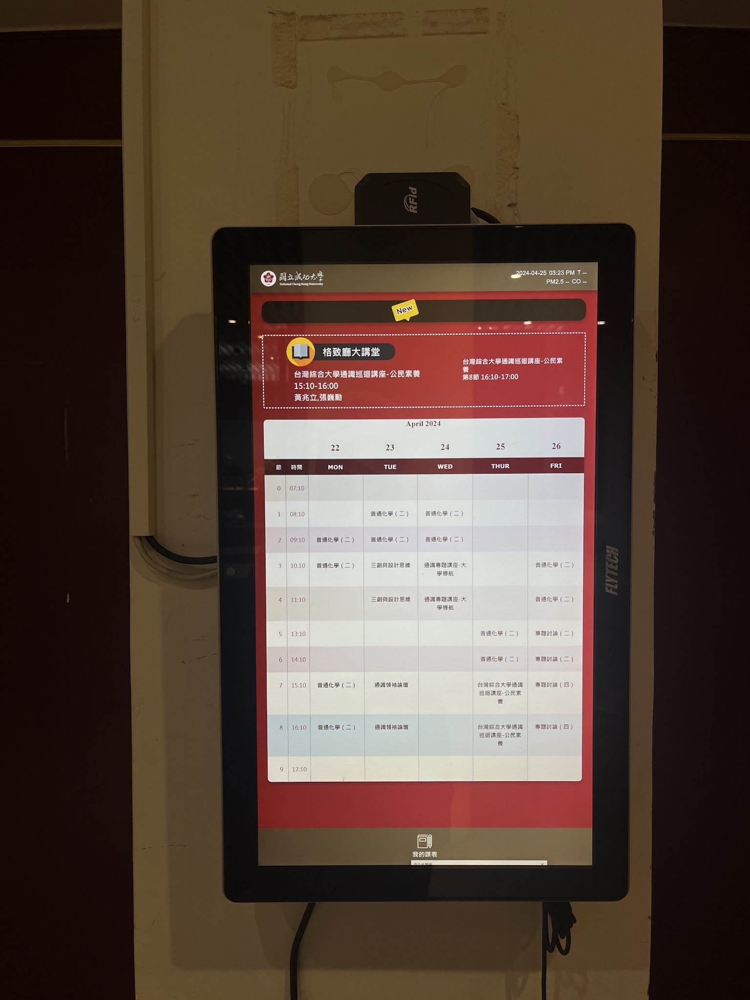 RFid
國立成功大學
National Cheng Kung University
2024-04-25 03:23 PM T --
PM2.5 -- CO --
New
格致廳大講堂
台灣綜合大學通識巡迴講座-公民素養
15:10-16:00
黃兆立,張巍勳
台灣綜合大學通識巡迴講座-公民素
養
第8節 16:10-17:00
April 2024
22 23 24 25 26
節 時間 MON TUE WED THUR FRI
0 07:10
1 08:10 普通化學（二） 普通化學（二）
2 09:10 普通化學（二） 普通化學（二） 普通化學（二）
3 10:10 普通化學（二） 三創與設計思維 通識專題講座-大 普通化學（二）
學導航
4 11:10 三創與設計思維 通識專題講座-大 普通化學（二）
學導航
5 13:10 普通化學（二） 專題討論（二）
6 14:10 普通化學（二） 專題討論（二）
7 15:10 普通化學（二） 通識領袖論壇 台灣綜合大學通識 專題討論（四）
巡迴講座-公民素
養
8 16:10 普通化學（二） 通識領袖論壇 台灣綜合大學通識 專題討論（四）
巡迴講座-公民素
養
9 17:10
我的課表
FLYTECH